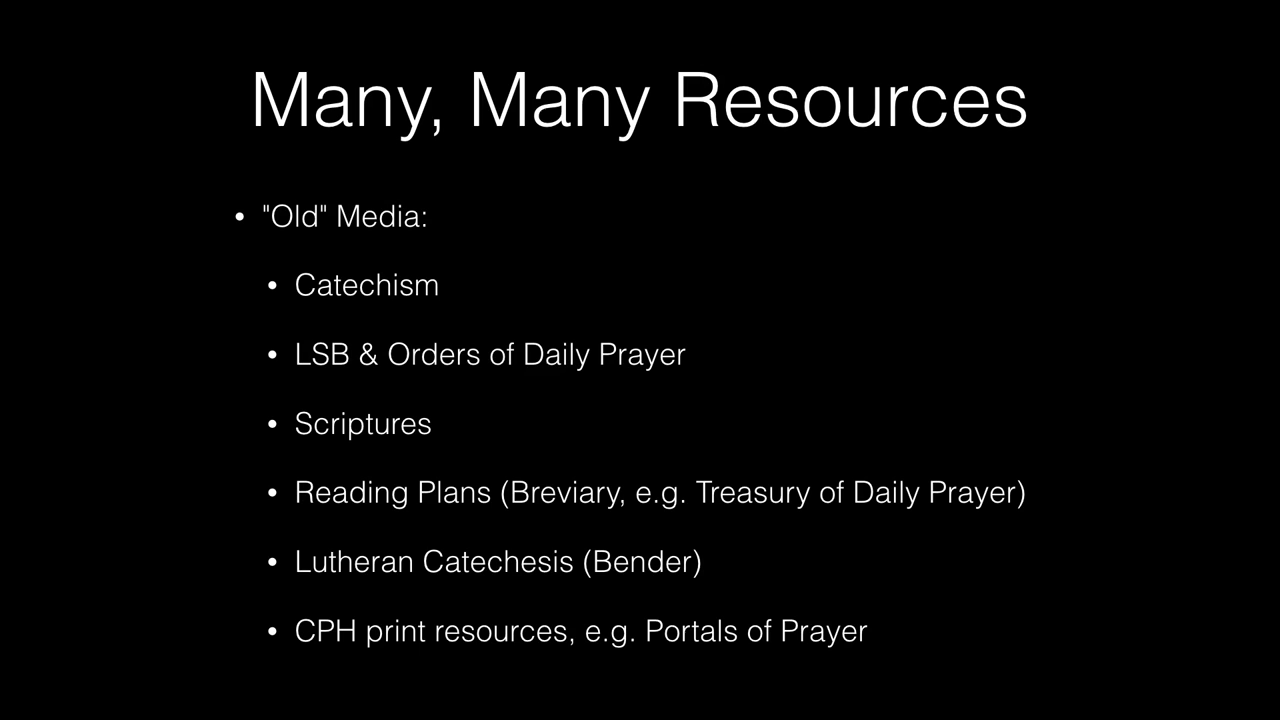 Many, Many Resources
• "Old" Media:
• Catechism
• LSB & Orders of Daily Prayer
• Scriptures
• Reading Plans (Breviary, e.g. Treasury of Daily Prayer)
• Lutheran Catechesis (Bender)
• CPH print resources, e.g. Portals of Prayer